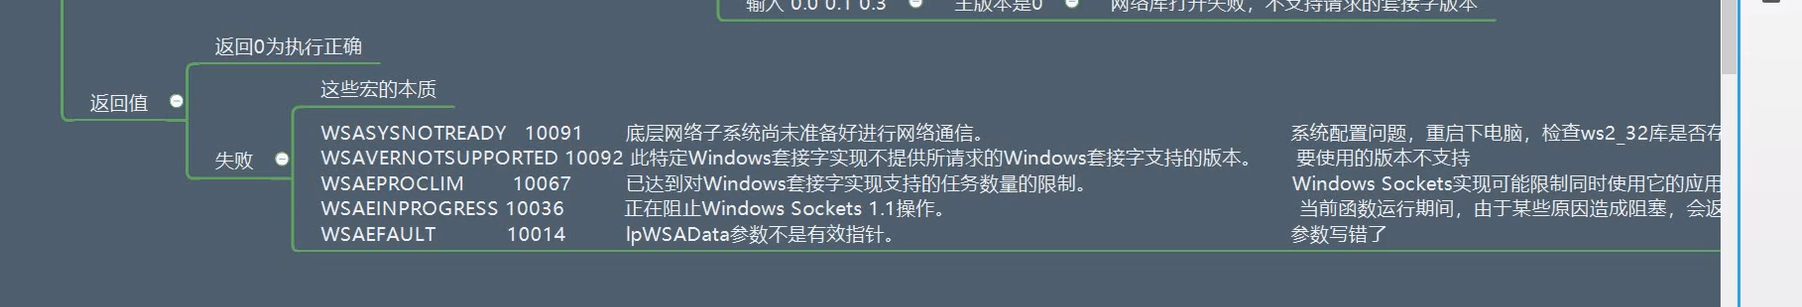 输入 0.0 0.1 0.3 主版本是0 网络库打开失败，不支持请求的套接字版本
返回0为执行正确
这些宏的本质
返回值
WSASYSNOTREADY 10091 底层网络子系统尚未准备好进行网络通信。 系统配置问题，重启下电脑，检查ws2_32库是否存
失败
WSAVERNOTSUPPORTED 10092 此特定Windows套接字实现不提供所请求的Windows套接字支持的版本。 要使用的版本不支持
WSAEPROCLIM 10067 已达到对Windows套接字实现支持的任务数量的限制。 Windows Sockets实现可能限制同时使用它的应用
WSAEINPROGRESS 10036 正在阻止Windows Sockets 1.1操作。 当前函数运行期间，由于某些原因造成阻塞，会返
WSAEFAULT 10014 lpWSAData参数不是有效指针。 参数写错了